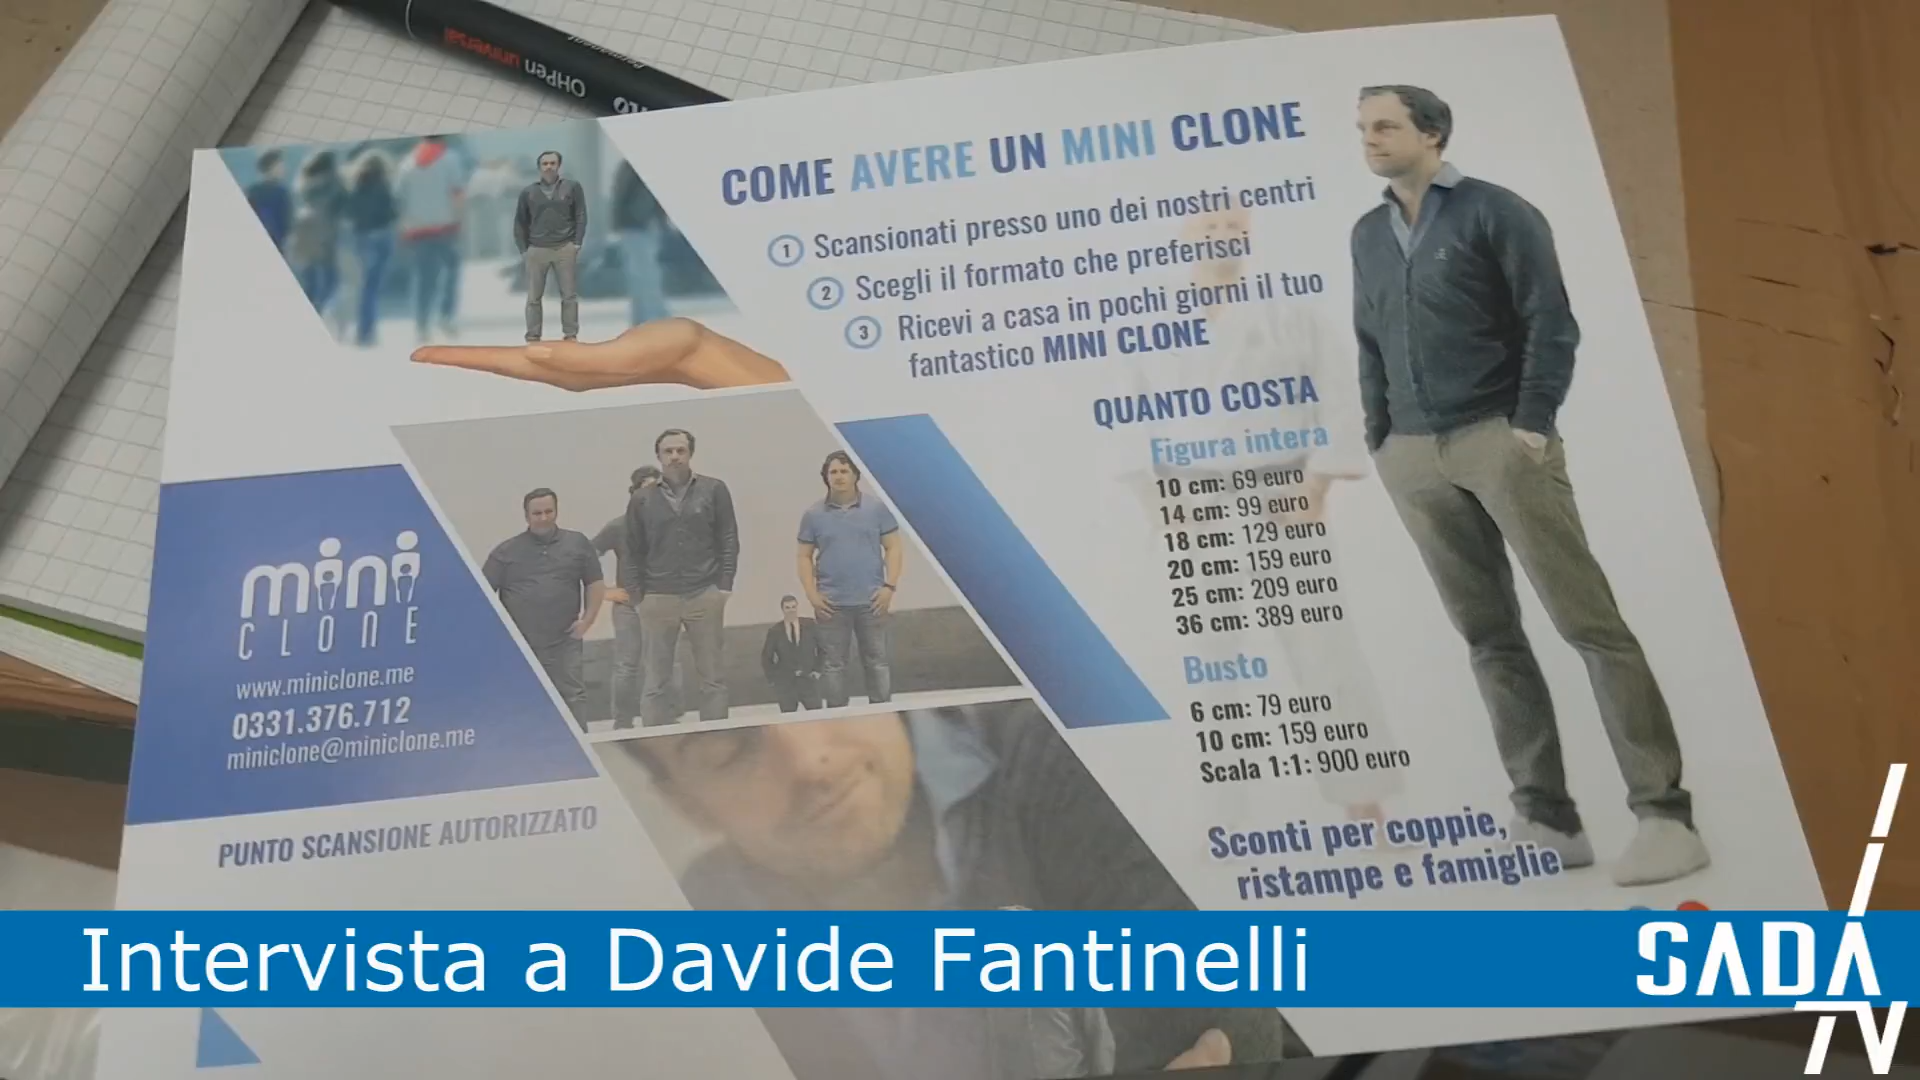 OHPen universal
permanent
COME AVERE UN MINI CLONE
1 Scansionati presso uno dei nostri centri
2 Scegli il formato che preferisci
3 Ricevi a casa in pochi giorni il tuo
fantastico MINI CLONE
QUANTO COSTA
Figura intera
10 cm: 69 euro
14 cm: 99 euro
18 cm: 129 euro
20 cm: 159 euro
25 cm: 209 euro
36 cm: 389 euro
Busto
6 cm: 79 euro
10 cm: 159 euro
Scala 1:1: 900 euro
Sconti per coppie,
ristampe e famiglie
mini
CLONE
www.miniclone.me
0331.376.712
miniclone@miniclone.me
PUNTO SCANSIONE AUTORIZZATO
Intervista a Davide Fantinelli
SADA
TV